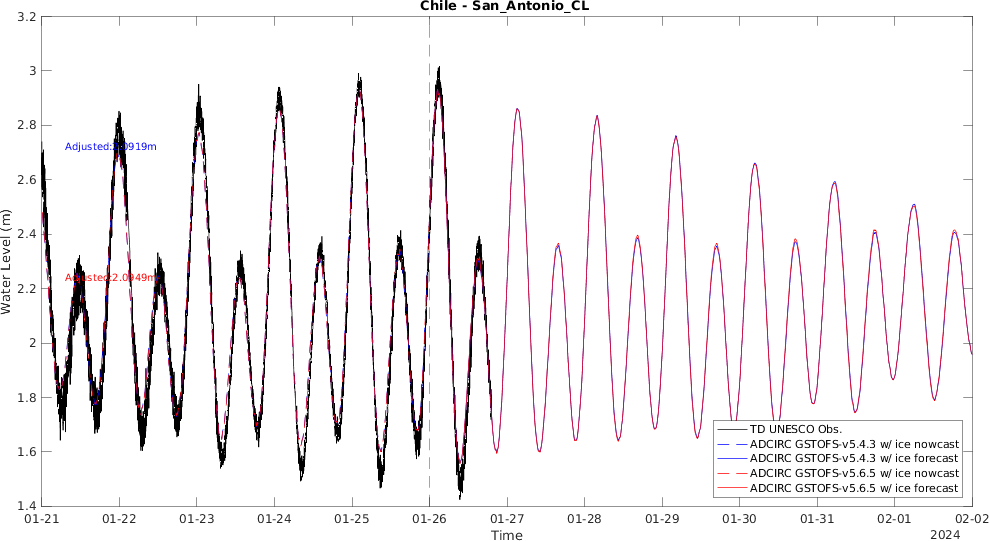 Chile - San_Antonio_CL
3.2
3
2.8
2.6
2.4
2.2
2
1.8
1.6
1.4
Water Level (m)
Adjusted:2.0919m
Adjusted:2.0949m
TD UNESCO Obs.
ADCIRC GSTOFS-v5.4.3 w/ ice nowcast
ADCIRC GSTOFS-v5.4.3 w/ ice forecast
ADCIRC GSTOFS-v5.6.5 w/ ice nowcast
ADCIRC GSTOFS-v5.6.5 w/ ice forecast
01-21 01-22 01-23 01-24 01-25 01-26 01-27 01-28 01-29 01-30 01-31 02-01 02-02
Time 2024